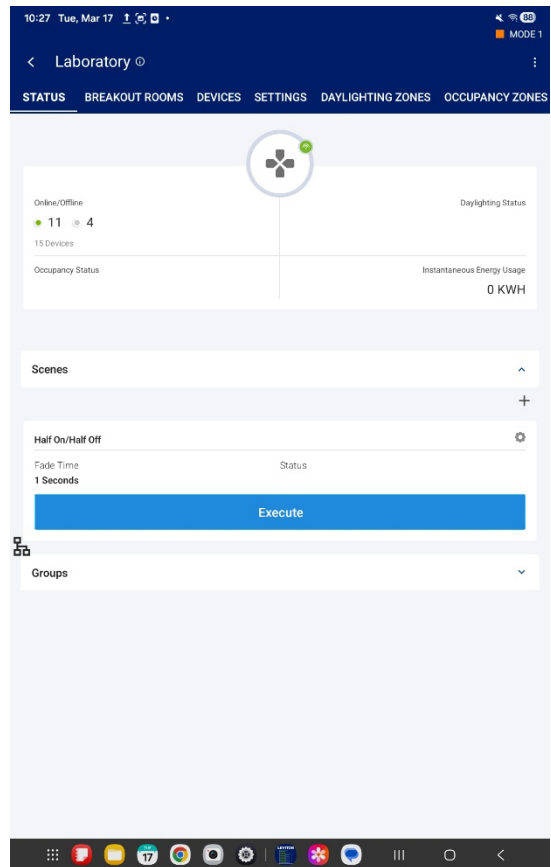 10:27 Tue, Mar 17
88
MODE 1
Laboratory
STATUS BREAKOUT ROOMS DEVICES SETTINGS DAYLIGHTING ZONES OCCUPANCY ZONES
Online/Offline
Daylighting Status
11 4
15 Devices
Occupancy Status
Instantaneous Energy Usage
0 KWH
Scenes
Half On/Half Off
Fade Time
Status
1 Seconds
Execute
Groups
17
LEVITON